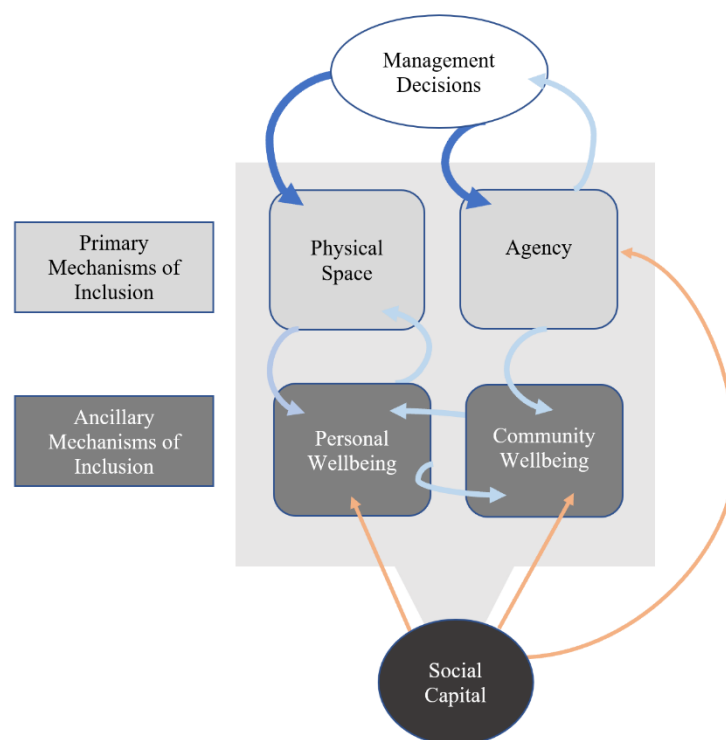 Management
Decisions
Primary
Mechanisms of
Inclusion
Physical
Space
Agency
Ancillary
Mechanisms of
Inclusion
Personal
Wellbeing
Community
Wellbeing
Social
Capital